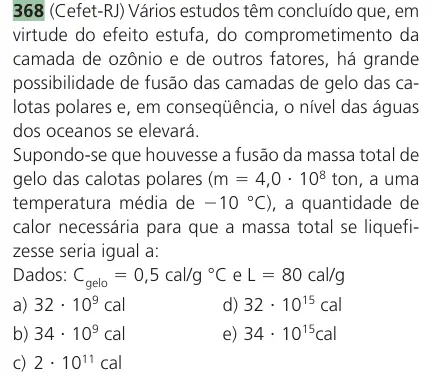 368 (Cefet-RJ) Vários estudos têm concluído que, em
virtude do efeito estufa, do comprometimento da
camada de ozônio e de outros fatores, há grande
possibilidade de fusão das camadas de gelo das ca-
lotas polares e, em conseqüência, o nível das águas
dos oceanos se elevará.
Supondo-se que houvesse a fusão da massa total de
gelo das calotas polares (m = 4,0 · 10⁸ ton, a uma
temperatura média de −10 °C), a quantidade de
calor necessária para que a massa total se liquefi-
zesse seria igual a:
Dados: C_gelo = 0,5 cal/g °C e L = 80 cal/g
a) 32 · 10⁹ cal d) 32 · 10¹⁵ cal
b) 34 · 10⁹ cal e) 34 · 10¹⁵cal
c) 2 · 10¹¹ cal